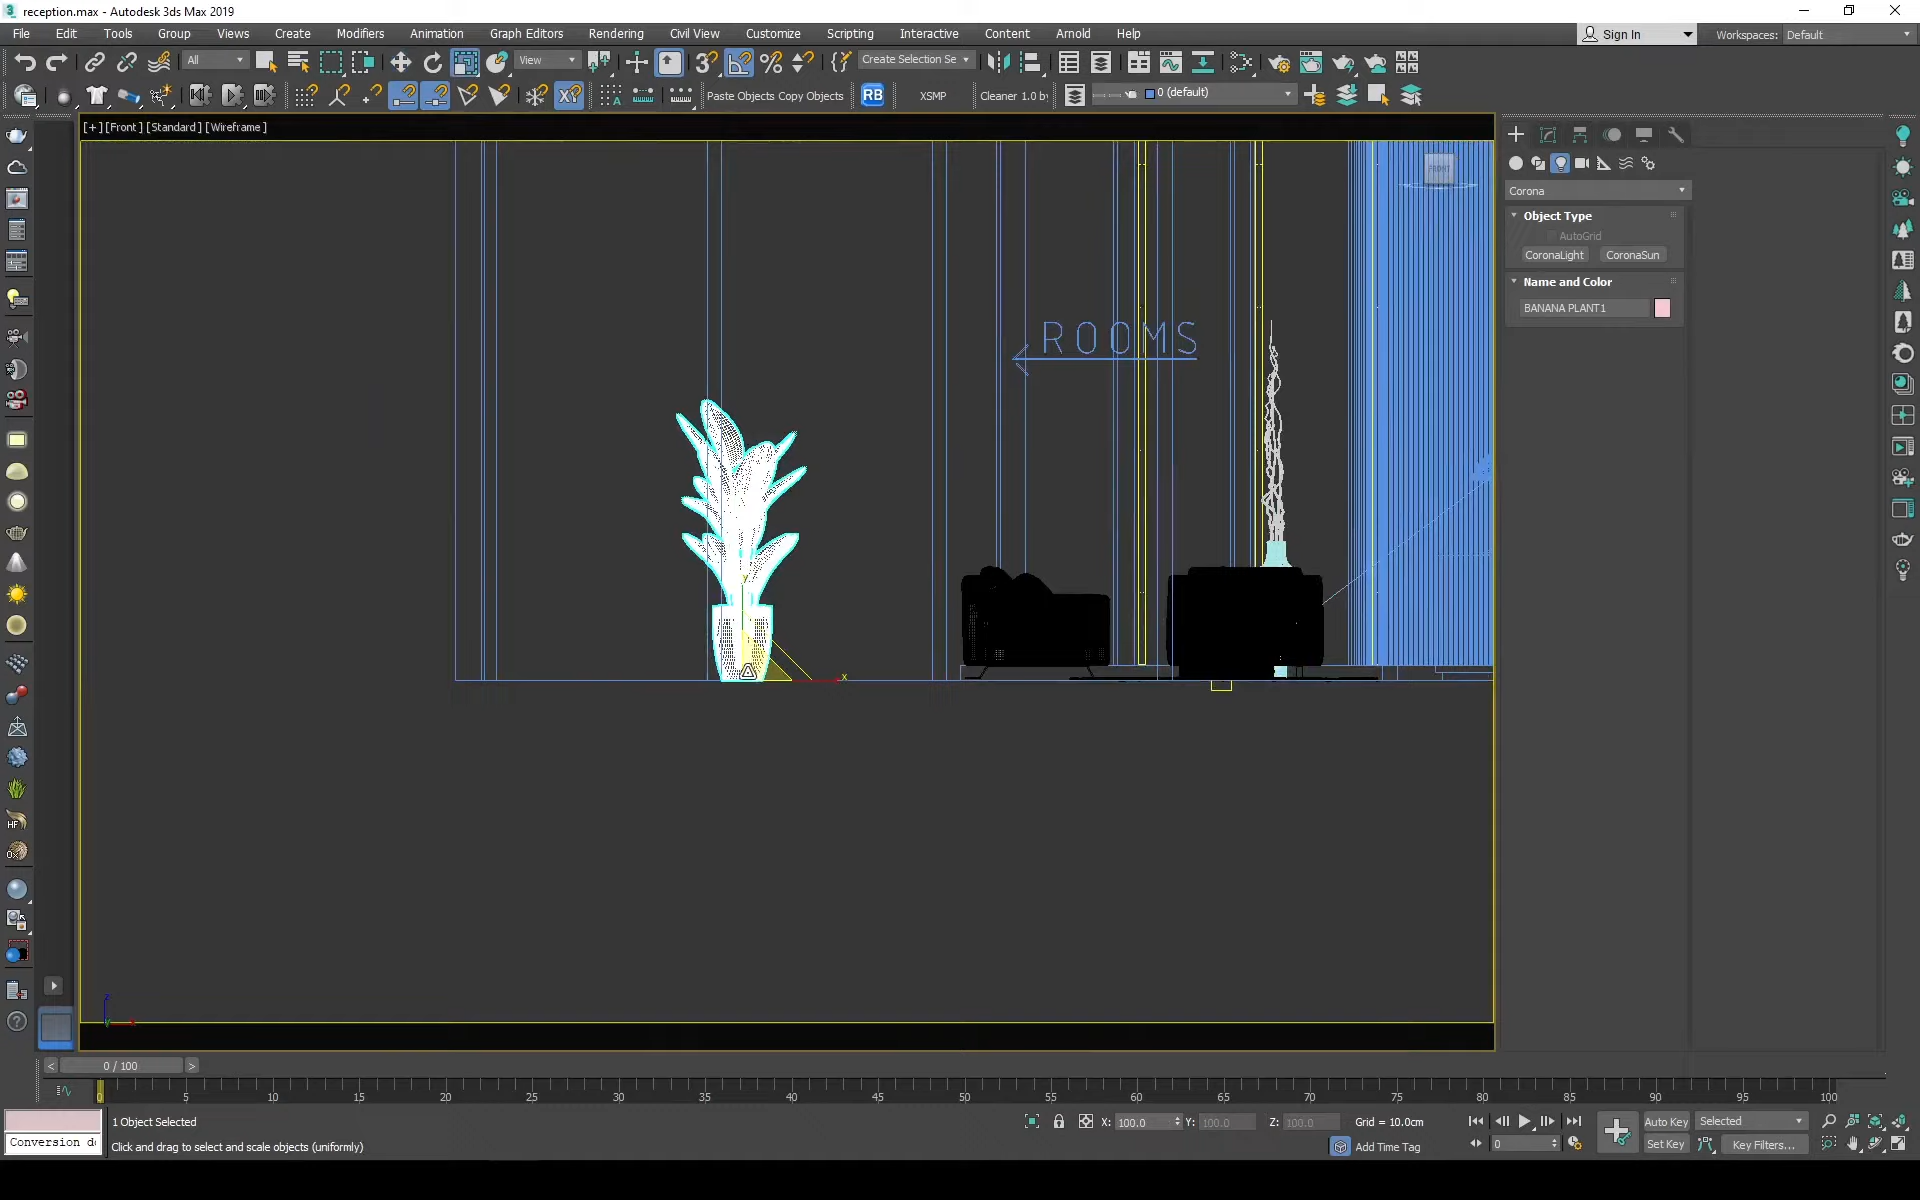 reception.max - Autodesk 3ds Max 2019
File Edit Tools Group Views Create Modifiers Animation Graph Editors Rendering Civil View Customize Scripting Interactive Content Arnold Help
Sign In
Workspaces: Default
All
View
Create Selection Se
Paste Objects Copy Objects
RB
XSMP
Cleaner 1.0 by
0 (default)
[+] [Front] [Standard] [Wireframe]
FRONT
Corona
Object Type
AutoGrid
CoronaLight CoronaSun
Name and Color
BANANA PLANT1
ROOMS
y
x
z
0 / 100
0 5 10 15 20 25 30 35 40 45 50 55 60 65 70 75 80 85 90 95 100
1 Object Selected
X: 100.0 Y: 100.0 Z: 100.0 Grid = 10.0cm
Auto Key Selected
Conversion d
Click and drag to select and scale objects (uniformly)
Add Time Tag
0
Set Key Key Filters...